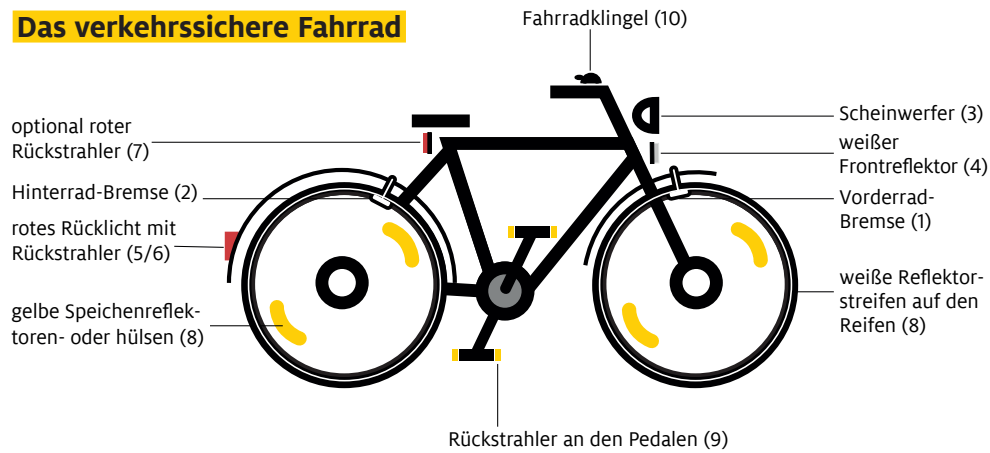 Das verkehrssichere Fahrrad
Fahrradklingel (10)
optional roter
Rückstrahler (7)
Hinterrad-Bremse (2)
rotes Rücklicht mit
Rückstrahler (5/6)
gelbe Speichenreflek-
toren- oder hülsen (8)
Scheinwerfer (3)
weißer
Frontreflektor (4)
Vorderrad-
Bremse (1)
weiße Reflektor-
streifen auf den
Reifen (8)
Rückstrahler an den Pedalen (9)